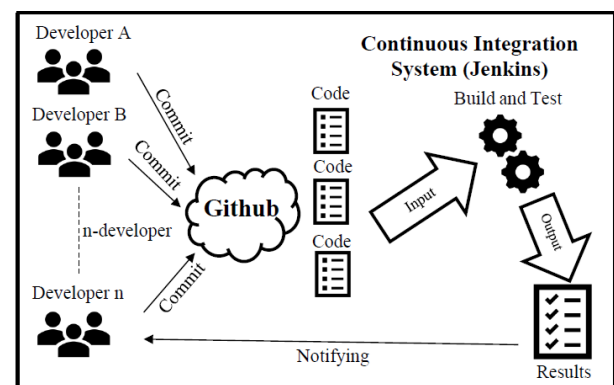 Developer A
Continuous Integration
System (Jenkins)
Build and Test
Code
Commit
Developer B
Commit
Code
Github
Input
Output
n-developer
Code
Commit
Developer n
Notifying
Results